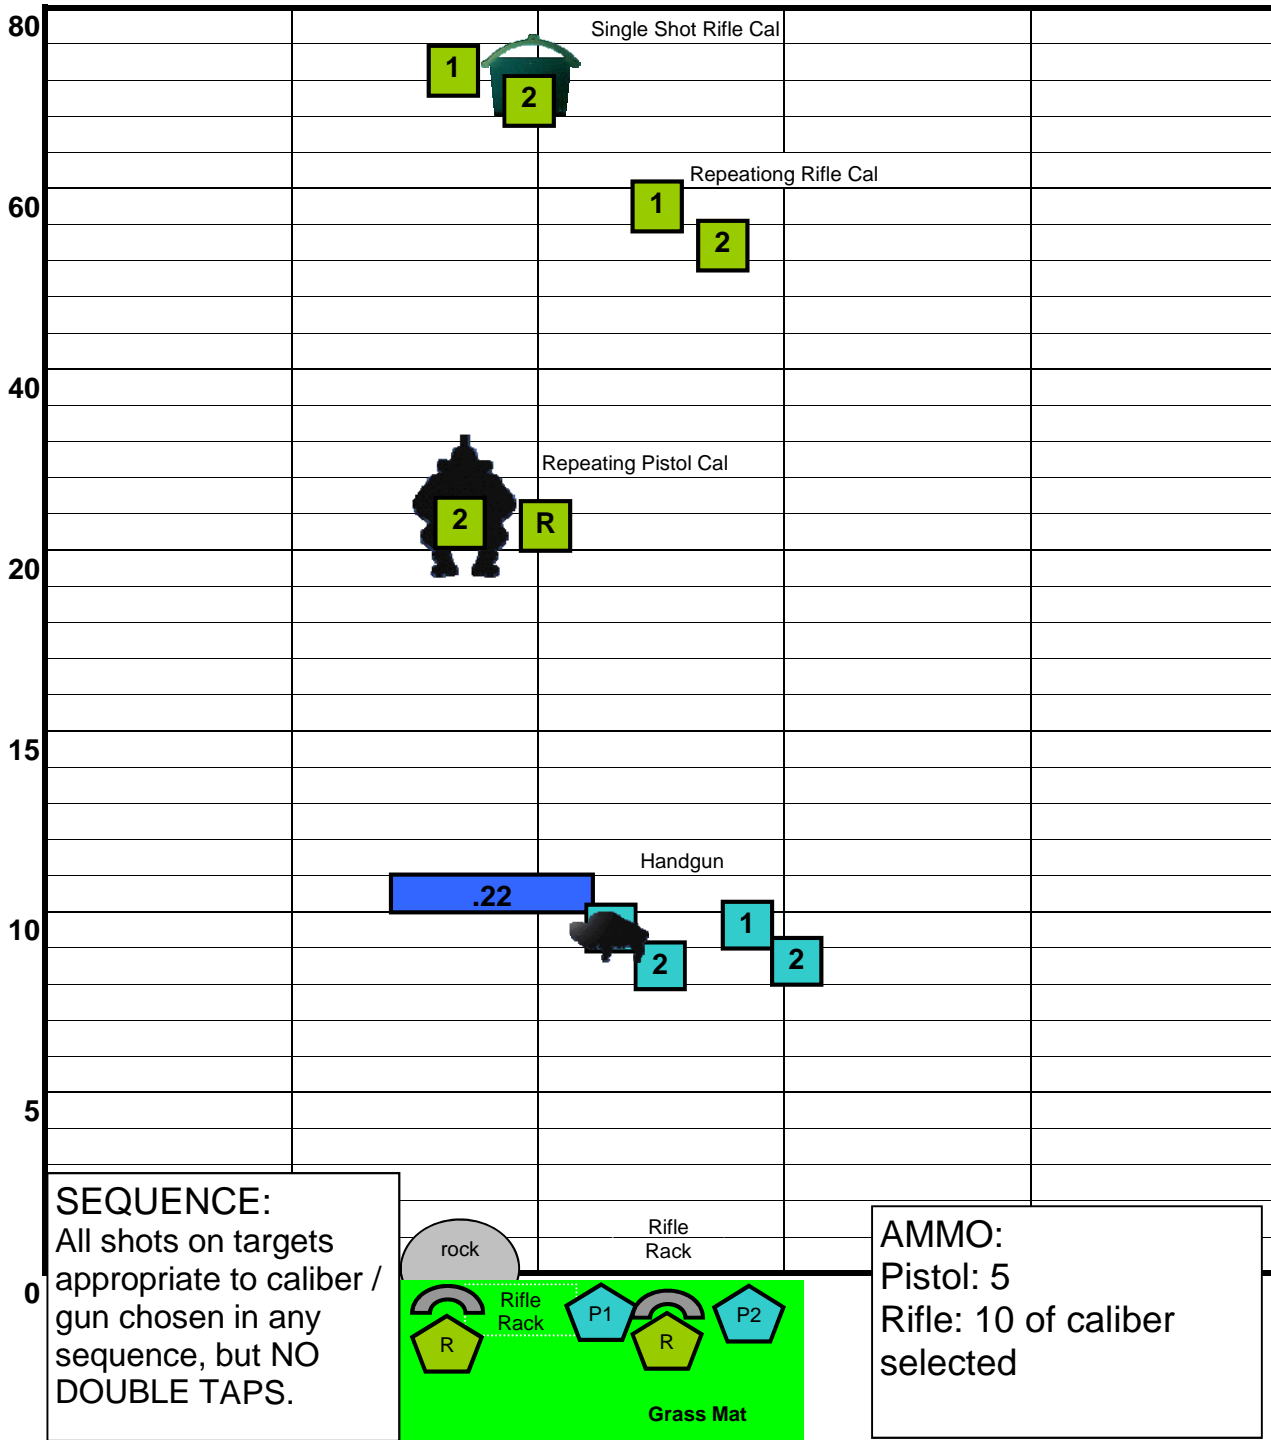 80
Single Shot Rifle Cal
1
2
Repeationg Rifle Cal
60
1
2
40
Repeating Pistol Cal
2
R
20
15
Handgun
.22
10
1
2
2
5
SEQUENCE:
All shots on targets
appropriate to caliber /
gun chosen in any
sequence, but NO
DOUBLE TAPS.
rock
Rifle
Rack
0
Rifle
Rack
P1
P2
R
R
Grass Mat
AMMO:
Pistol: 5
Rifle: 10 of caliber
selected